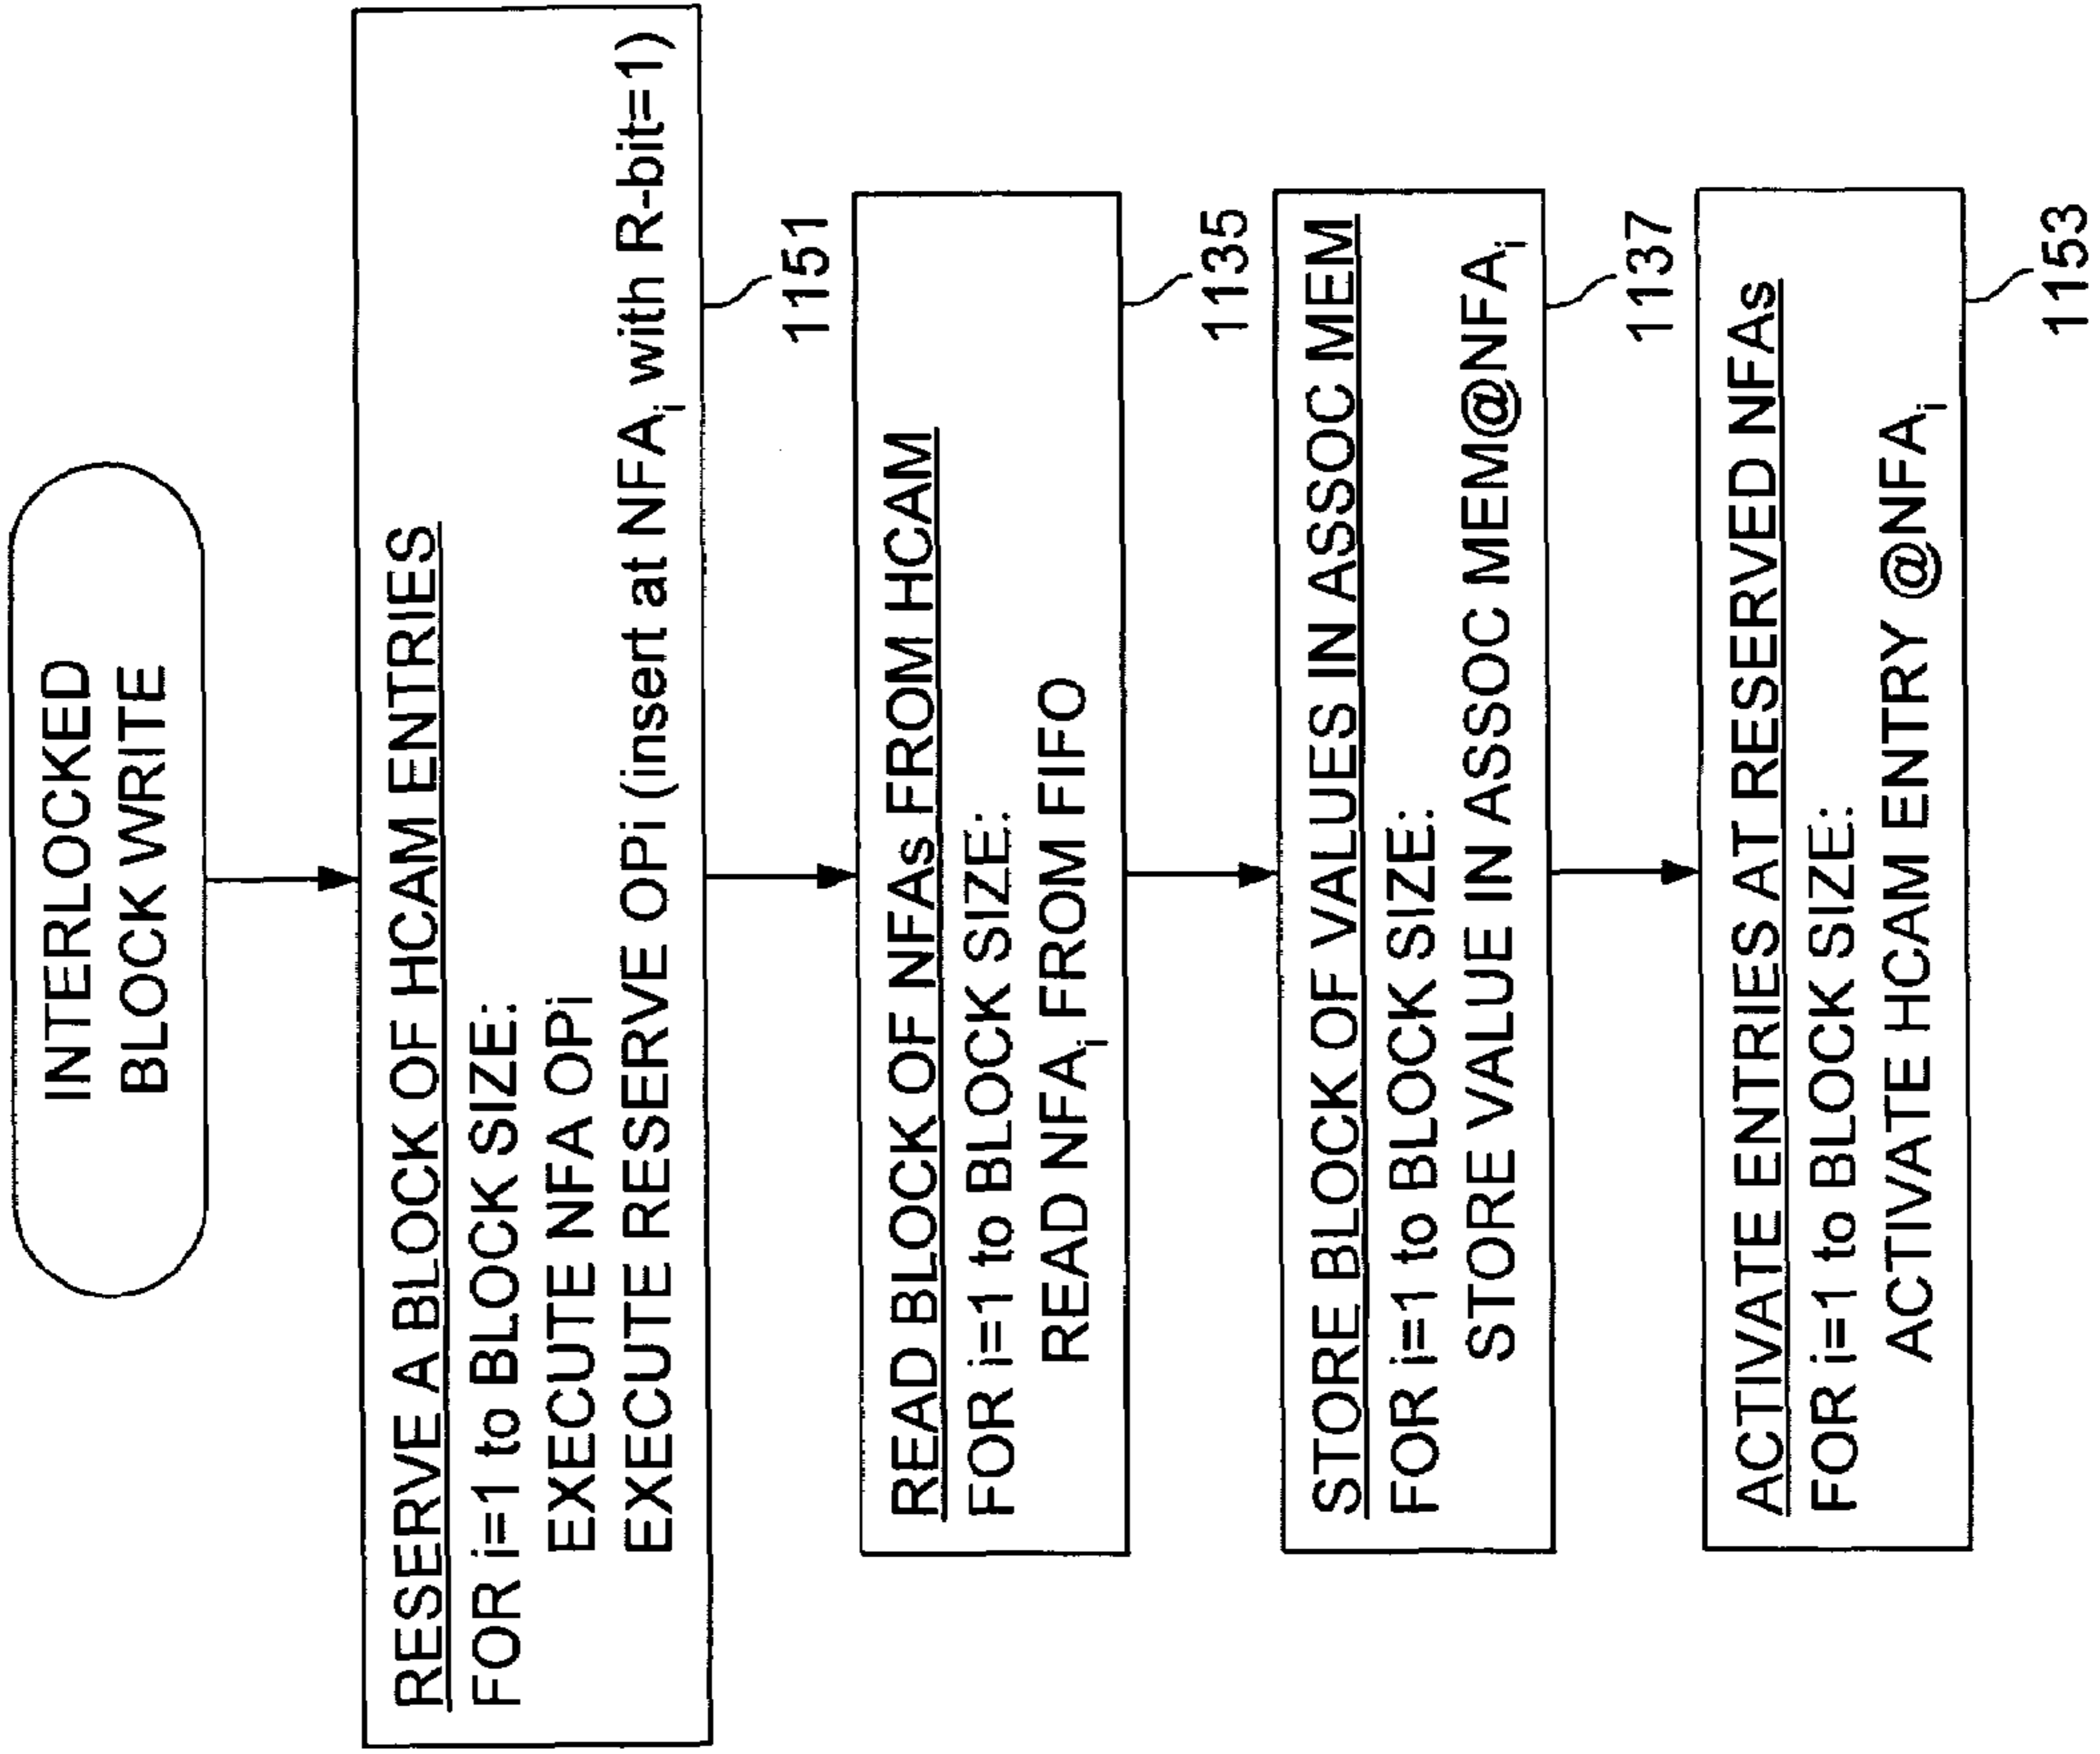 INTERLOCKED
BLOCK WRITE
RESERVE A BLOCK OF HCAM ENTRIES
FOR i=1 to BLOCK SIZE:
EXECUTE NFA OPi
EXECUTE RESERVE OPi (insert at NFAi with R-bit=1)
1151
READ BLOCK OF NFAs FROM HCAM
FOR i=1 to BLOCK SIZE:
READ NFAi FROM FIFO
1135
STORE BLOCK OF VALUES IN ASSOC MEM
FOR i=1 to BLOCK SIZE:
STORE VALUE IN ASSOC MEM@NFAi
1137
ACTIVATE ENTRIES AT RESERVED NFAs
FOR i=1 to BLOCK SIZE:
ACTIVATE HCAM ENTRY @NFAi
1153